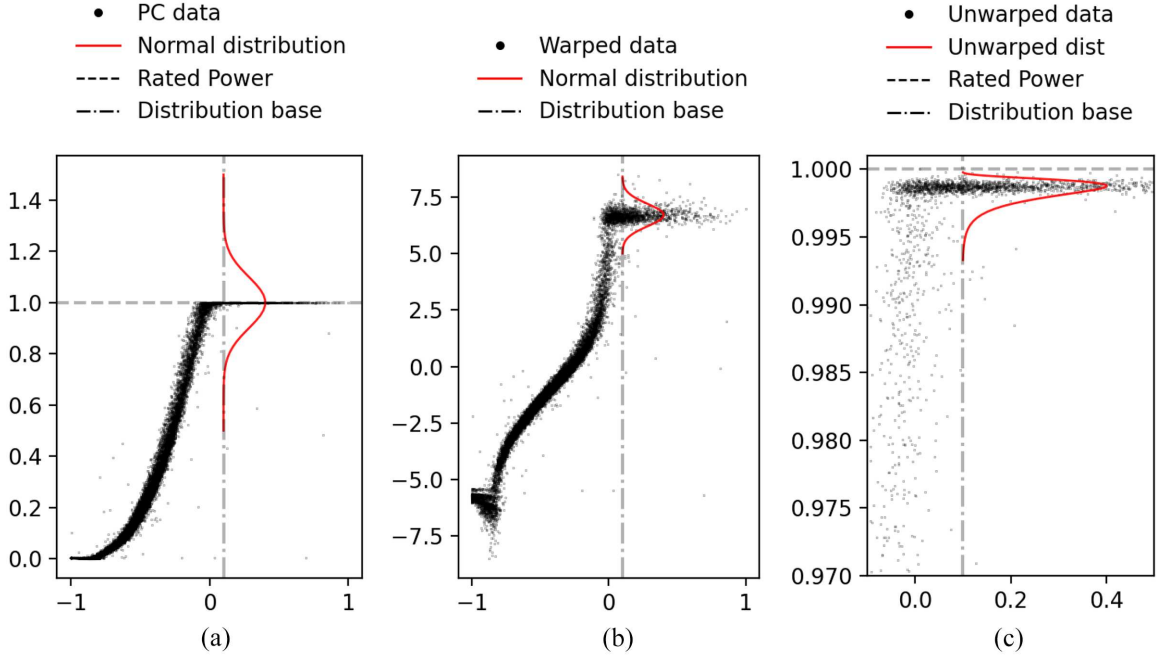 PC data
Normal distribution
Rated Power
Distribution base
1.4
1.2
1.0
0.8
0.6
0.4
0.2
0.0
−1
0
1
(a)
Warped data
Normal distribution
Distribution base
7.5
5.0
2.5
0.0
−2.5
−5.0
−7.5
−1
0
1
(b)
Unwarped data
Unwarped dist
Rated Power
Distribution base
1.000
0.995
0.990
0.985
0.980
0.975
0.970
0.0
0.2
0.4
(c)